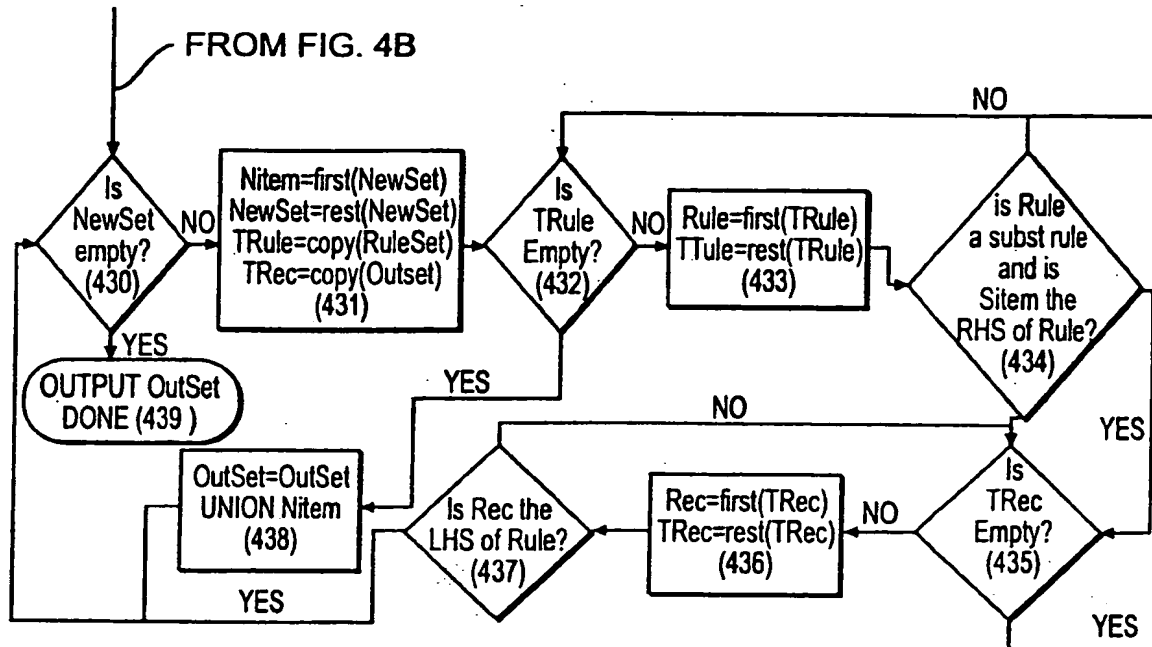 FROM FIG. 4B
NO
Is
NewSet
empty?
(430)
NO
Nitem=first(NewSet)
NewSet=rest(NewSet)
TRule=copy(RuleSet)
TRec=copy(Outset)
(431)
Is
TRule
Empty?
(432)
NO
Rule=first(TRule)
TTule=rest(TRule)
(433)
is Rule
a subst rule
and is
Sitem the
RHS of Rule?
(434)
YES
OUTPUT OutSet
DONE (439 )
YES
NO
YES
OutSet=OutSet
UNION Nitem
(438)
Is Rec the
LHS of Rule?
(437)
Rec=first(TRec)
TRec=rest(TRec)
(436)
NO
Is
TRec
Empty?
(435)
YES
YES